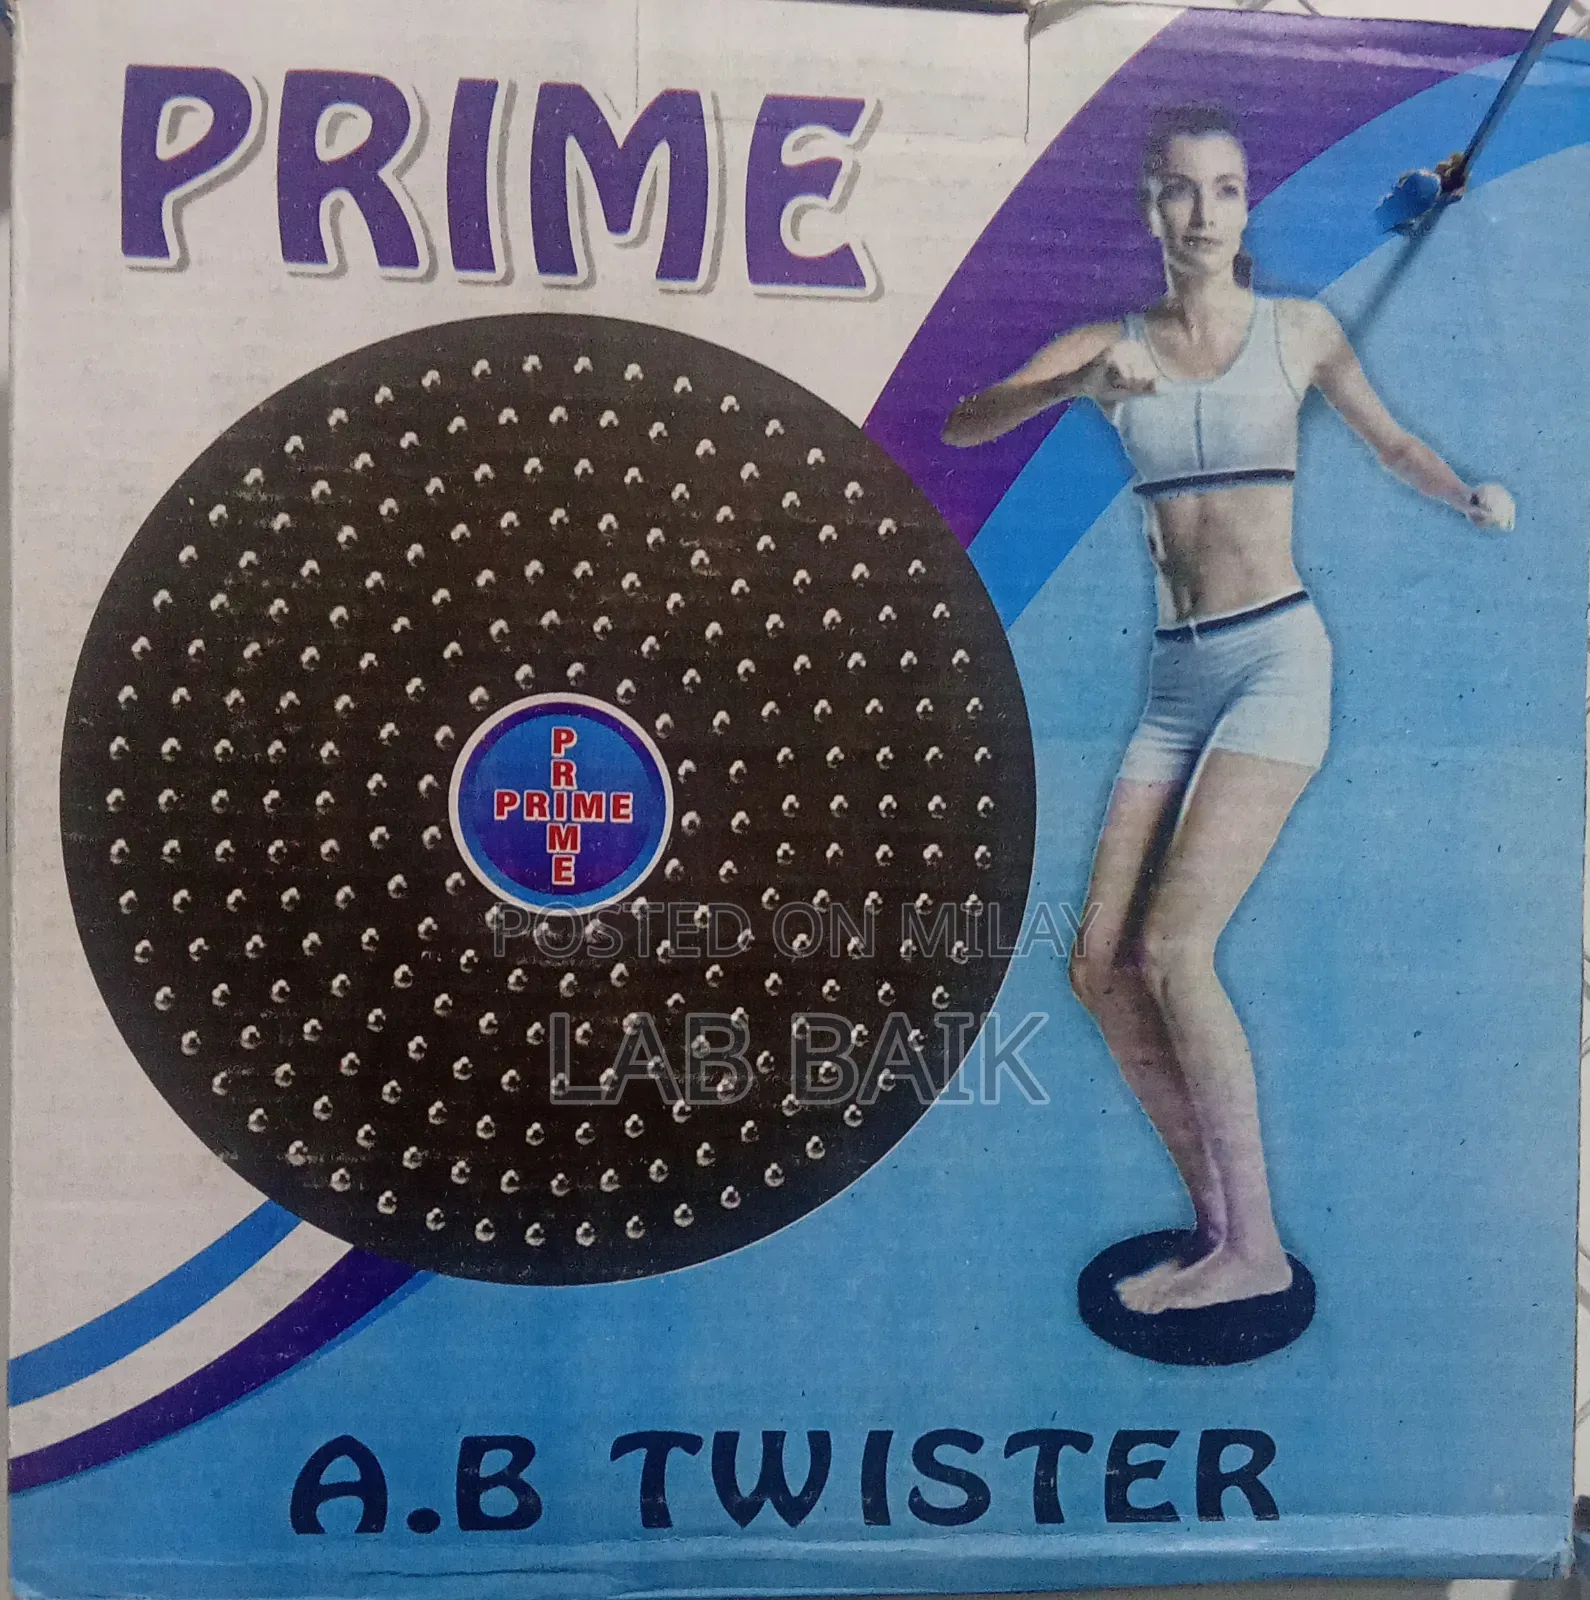 PRIME
PRIME
PRIME
POSTED ON MILAY
LAB BAIK
A.B TWISTER